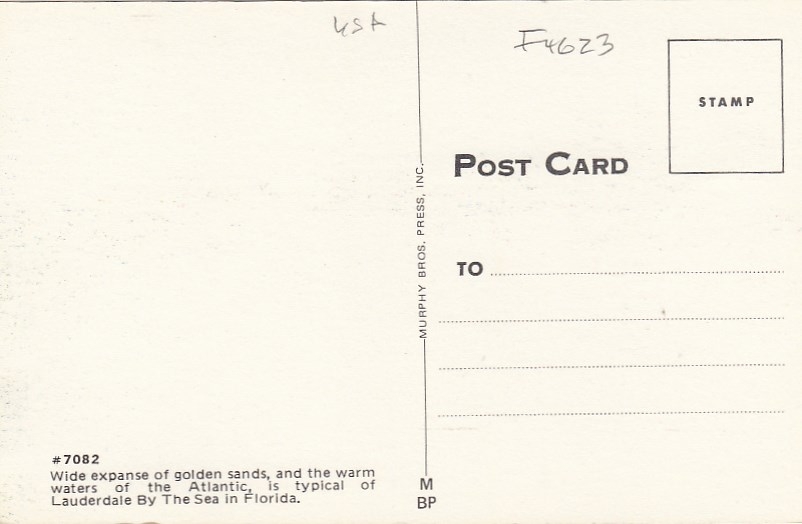 USA
F4623
STAMP
POST CARD
MURPHY BROS. PRESS, INC.
TO
#7082
Wide expanse of golden sands, and the warm
waters of the Atlantic, is typical of
Lauderdale By The Sea in Florida.
M
BP